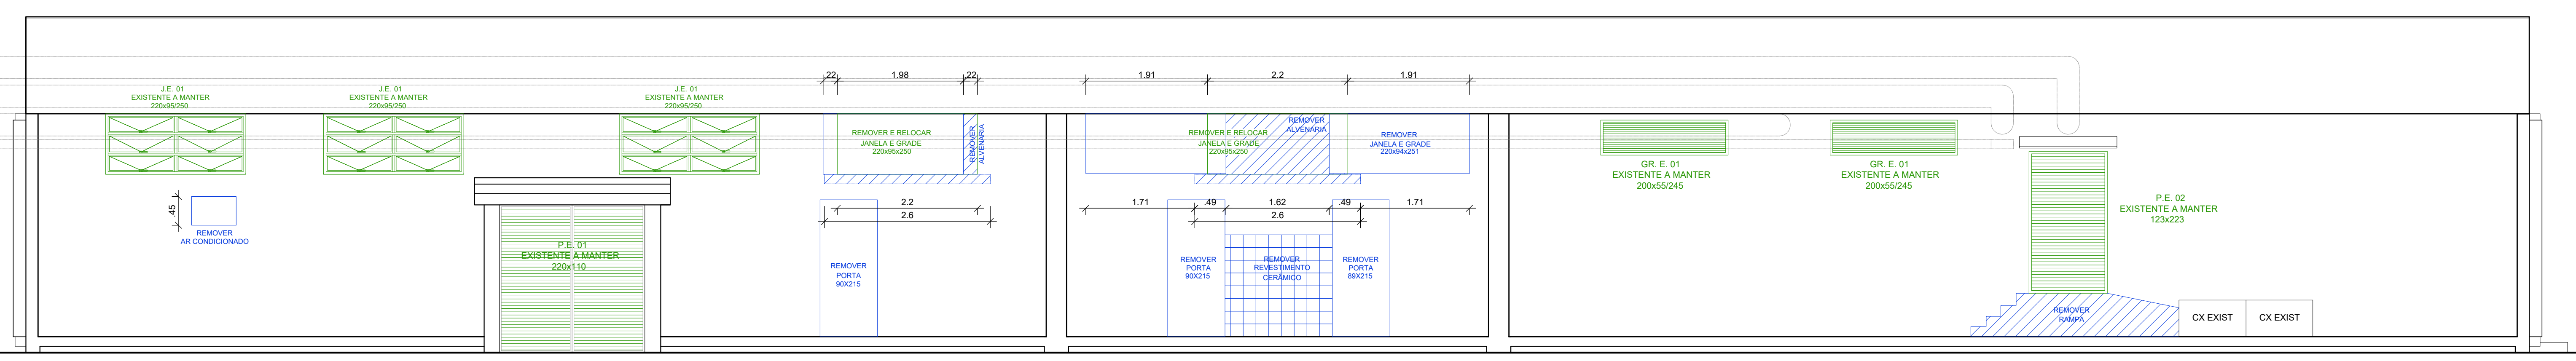 J.E. 01
EXISTENTE A MANTER
220x95/250
J.E. 01
EXISTENTE A MANTER
220x95/250
J.E. 01
EXISTENTE A MANTER
220x95/250
.45
REMOVER
AR CONDICIONADO
P.E. 01
EXISTENTE A MANTER
220x110
.22
1.98
.22
REMOVER E RELOCAR
JANELA E GRADE
220x95x250
REMOVER
ALVENARIA
2.2
2.6
REMOVER
PORTA
90X215
1.91
2.2
1.91
REMOVER E RELOCAR
JANELA E GRADE
220x95x250
REMOVER
ALVENARIA
REMOVER
JANELA E GRADE
220x94x251
1.71
.49
1.62
.49
1.71
2.6
REMOVER
PORTA
90X215
REMOVER
REVESTIMENTO
CERÂMICO
REMOVER
PORTA
89X215
GR. E. 01
EXISTENTE A MANTER
200x55/245
GR. E. 01
EXISTENTE A MANTER
200x55/245
P.E. 02
EXISTENTE A MANTER
123x223
REMOVER
RAMPA
CX EXIST
CX EXIST